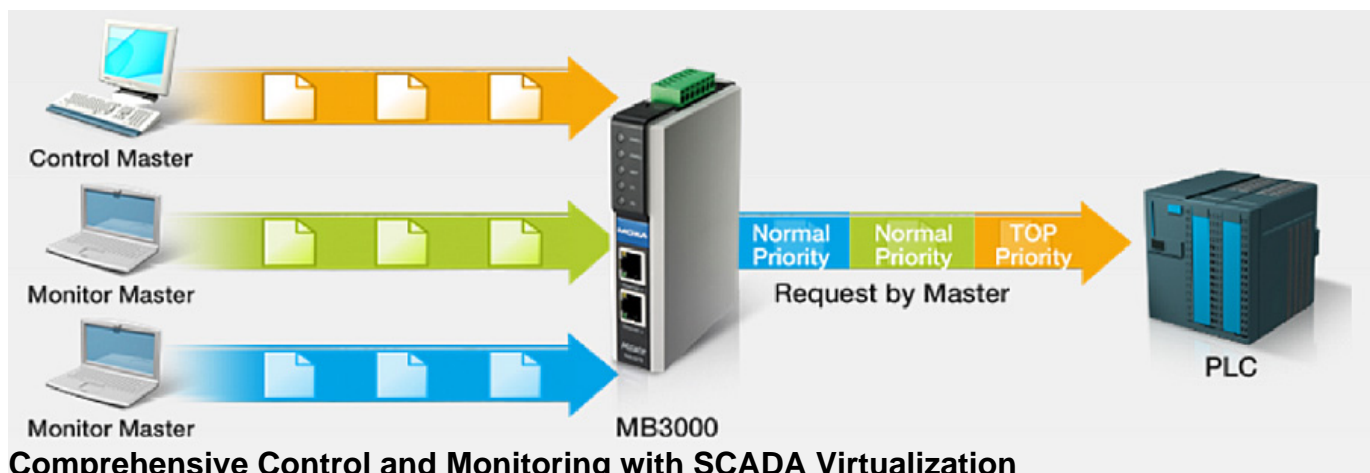 Control Master
Monitor Master
Monitor Master
MOXA
MB3000
Normal Priority
Normal Priority
TOP Priority
Request by Master
PLC
Comprehensive Control and Monitoring with SCADA Virtualization